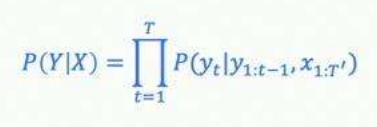 P(Y|X) = ∏_{t=1}^{T} P(y_t|y_{1:t-1}, x_{1:T'})